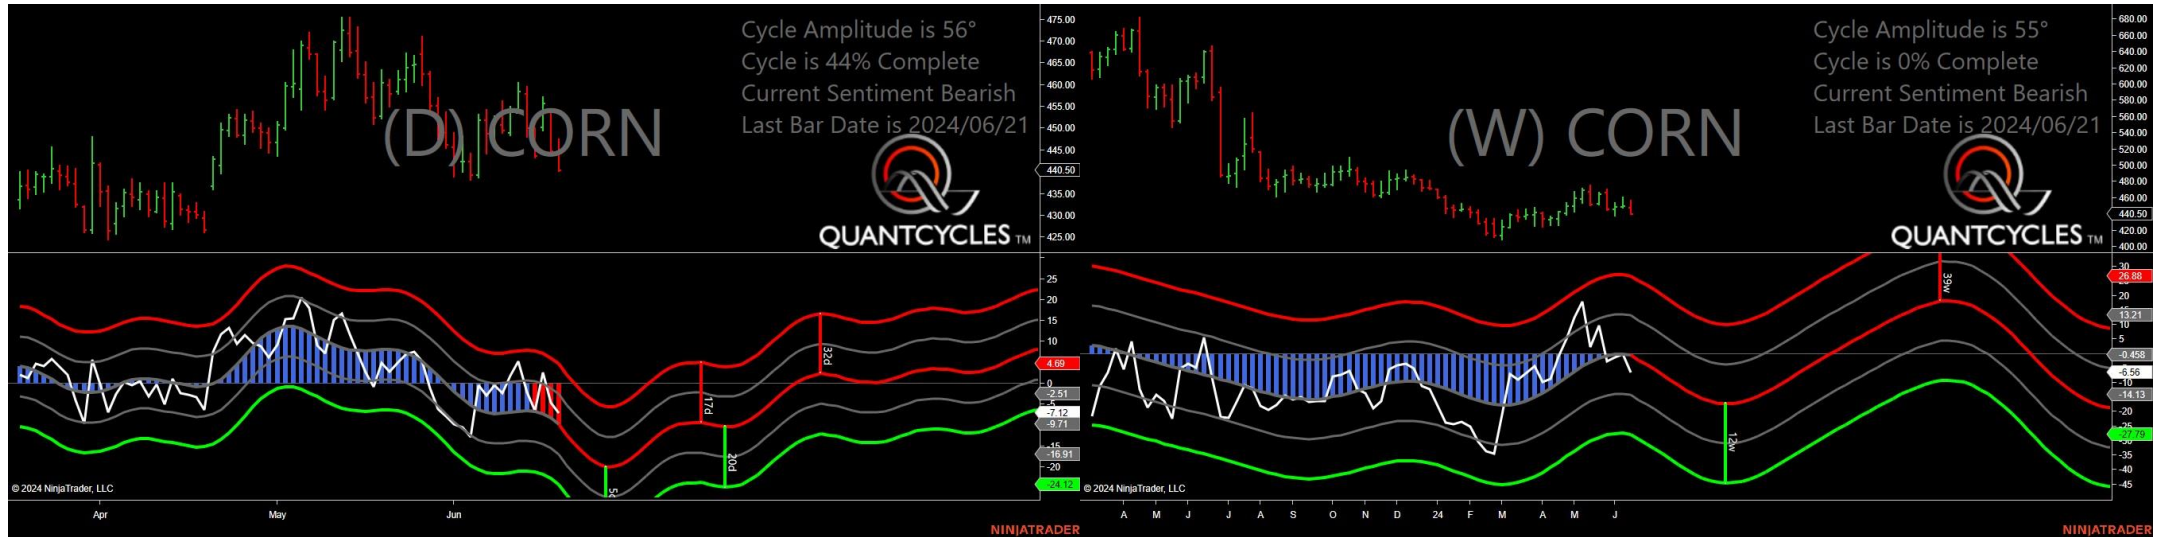 Cycle Amplitude is 56°
Cycle is 44% Complete
Current Sentiment Bearish
Last Bar Date is 2024/06/21
(D) CORN
QUANTCYCLES TM
475.00
470.00
465.00
460.00
455.00
450.00
445.00
440.50
435.00
430.00
425.00
25
20
15
10
5
4.69
0
-2.51
-5
-7.12
-9.71
-15
-16.91
-20
-24.12
17d
20d
32d
© 2024 NinjaTrader, LLC
Apr
May
Jun
NINJATRADER
Cycle Amplitude is 55°
Cycle is 0% Complete
Current Sentiment Bearish
Last Bar Date is 2024/06/21
(W) CORN
QUANTCYCLES TM
680.00
660.00
640.00
620.00
600.00
580.00
560.00
540.00
520.00
500.00
480.00
460.00
440.50
420.00
400.00
30
26.88
20
13.21
10
5
-0.458
-6.56
-10
-14.13
-20
-27.79
-35
-40
-45
12w
39w
© 2024 NinjaTrader, LLC
A
M
J
J
A
S
O
N
D
24
F
M
A
M
J
NINJATRADER